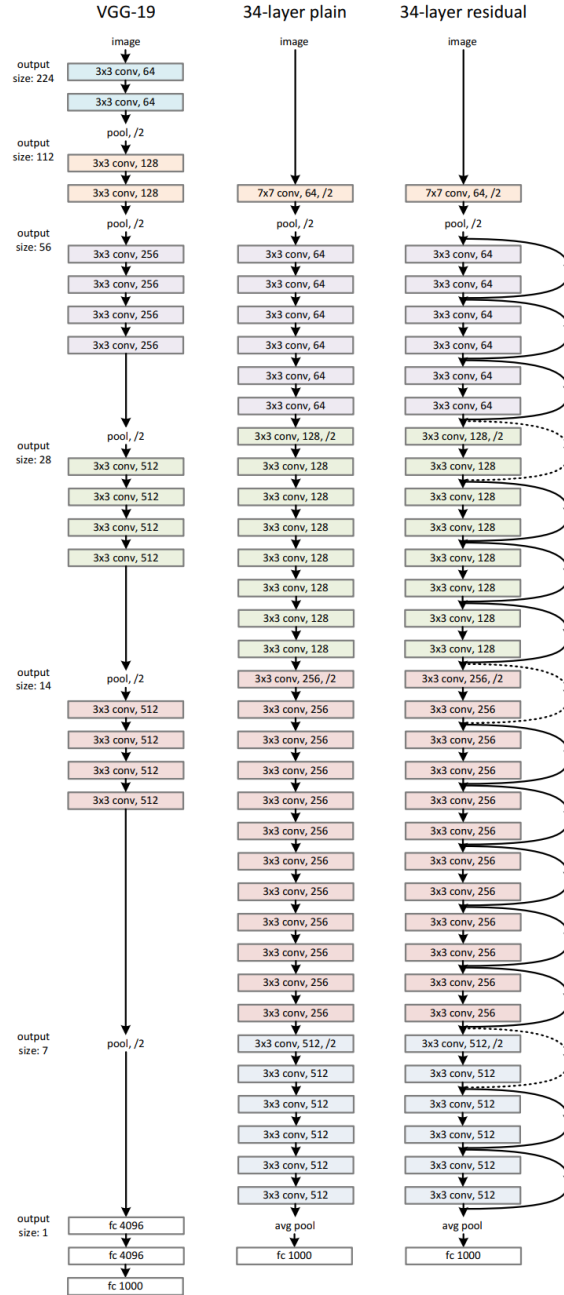 VGG-19
image
output
size: 224
3x3 conv, 64
3x3 conv, 64
pool, /2
output
size: 112
3x3 conv, 128
3x3 conv, 128
pool, /2
output
size: 56
3x3 conv, 256
3x3 conv, 256
3x3 conv, 256
3x3 conv, 256
pool, /2
output
size: 28
3x3 conv, 512
3x3 conv, 512
3x3 conv, 512
3x3 conv, 512
pool, /2
output
size: 14
3x3 conv, 512
3x3 conv, 512
3x3 conv, 512
3x3 conv, 512
pool, /2
output
size: 7
output
size: 1
fc 4096
fc 4096
fc 1000
34-layer plain
image
7x7 conv, 64, /2
pool, /2
3x3 conv, 64
3x3 conv, 64
3x3 conv, 64
3x3 conv, 64
3x3 conv, 64
3x3 conv, 64
3x3 conv, 128, /2
3x3 conv, 128
3x3 conv, 128
3x3 conv, 128
3x3 conv, 128
3x3 conv, 128
3x3 conv, 128
3x3 conv, 128
3x3 conv, 256, /2
3x3 conv, 256
3x3 conv, 256
3x3 conv, 256
3x3 conv, 256
3x3 conv, 256
3x3 conv, 256
3x3 conv, 256
3x3 conv, 256
3x3 conv, 256
3x3 conv, 256
3x3 conv, 256
3x3 conv, 512, /2
3x3 conv, 512
3x3 conv, 512
3x3 conv, 512
3x3 conv, 512
3x3 conv, 512
avg pool
fc 1000
34-layer residual
image
7x7 conv, 64, /2
pool, /2
3x3 conv, 64
3x3 conv, 64
3x3 conv, 64
3x3 conv, 64
3x3 conv, 64
3x3 conv, 64
3x3 conv, 128, /2
3x3 conv, 128
3x3 conv, 128
3x3 conv, 128
3x3 conv, 128
3x3 conv, 128
3x3 conv, 128
3x3 conv, 128
3x3 conv, 256, /2
3x3 conv, 256
3x3 conv, 256
3x3 conv, 256
3x3 conv, 256
3x3 conv, 256
3x3 conv, 256
3x3 conv, 256
3x3 conv, 256
3x3 conv, 256
3x3 conv, 256
3x3 conv, 256
3x3 conv, 512, /2
3x3 conv, 512
3x3 conv, 512
3x3 conv, 512
3x3 conv, 512
3x3 conv, 512
avg pool
fc 1000